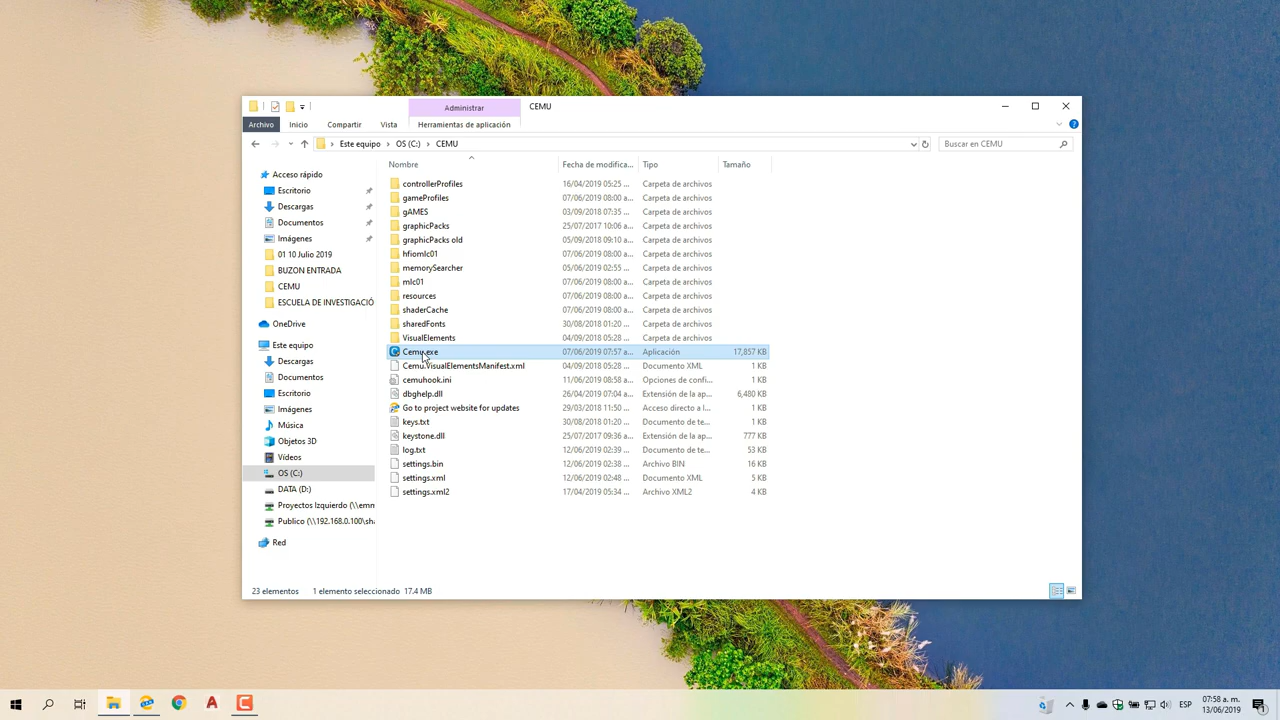 Administrar
CEMU
Archivo
Inicio
Compartir
Vista
Herramientas de aplicación
Este equipo
OS (C:)
CEMU
Buscar en CEMU
Nombre
Fecha de modifica...
Tipo
Tamaño
Acceso rápido
Escritorio
Descargas
Documentos
Imágenes
01 10 Julio 2019
BUZON ENTRADA
CEMU
ESCUELA DE INVESTIGACIÓ
OneDrive
Este equipo
Descargas
Documentos
Escritorio
Imágenes
Música
Objetos 3D
Vídeos
OS (C:)
DATA (D:)
Proyectos Izquierdo (\\emm
Publico (\\192.168.0.100\sha
Red
controllerProfiles 16/04/2019 05:25 ... Carpeta de archivos
gameProfiles 07/06/2019 08:00 a... Carpeta de archivos
gAMES 03/09/2018 07:35 ... Carpeta de archivos
graphicPacks 25/07/2017 10:06 a... Carpeta de archivos
graphicPacks old 05/09/2018 09:10 a... Carpeta de archivos
hfiomlc01 07/06/2019 08:00 a... Carpeta de archivos
memorySearcher 05/06/2019 02:55 ... Carpeta de archivos
mlc01 07/06/2019 08:00 a... Carpeta de archivos
resources 07/06/2019 08:00 a... Carpeta de archivos
shaderCache 07/06/2019 08:00 a... Carpeta de archivos
sharedFonts 30/08/2018 01:20 ... Carpeta de archivos
VisualElements 04/09/2018 05:28 ... Carpeta de archivos
Cemu.exe 07/06/2019 07:57 a... Aplicación 17,857 KB
Cemu.VisualElementsManifest.xml 04/09/2018 05:28 ... Documento XML 1 KB
cemuhook.ini 11/06/2019 08:58 a... Opciones de confi... 1 KB
dbghelp.dll 26/04/2019 07:04 a... Extensión de la ap... 6,480 KB
Go to project website for updates 29/03/2018 11:50 ... Acceso directo a I... 1 KB
keys.txt 30/08/2018 01:20 ... Documento de te... 1 KB
keystone.dll 25/07/2017 09:36 a... Extensión de la ap... 777 KB
log.txt 12/06/2019 02:39 ... Documento de te... 53 KB
settings.bin 12/06/2019 02:38 ... Archivo BIN 16 KB
settings.xml 12/06/2019 02:48 ... Documento XML 5 KB
settings.xml2 17/04/2019 05:34 ... Archivo XML2 4 KB
23 elementos
1 elemento seleccionado 17.4 MB
ESP
07:58 a. m.
13/06/2019